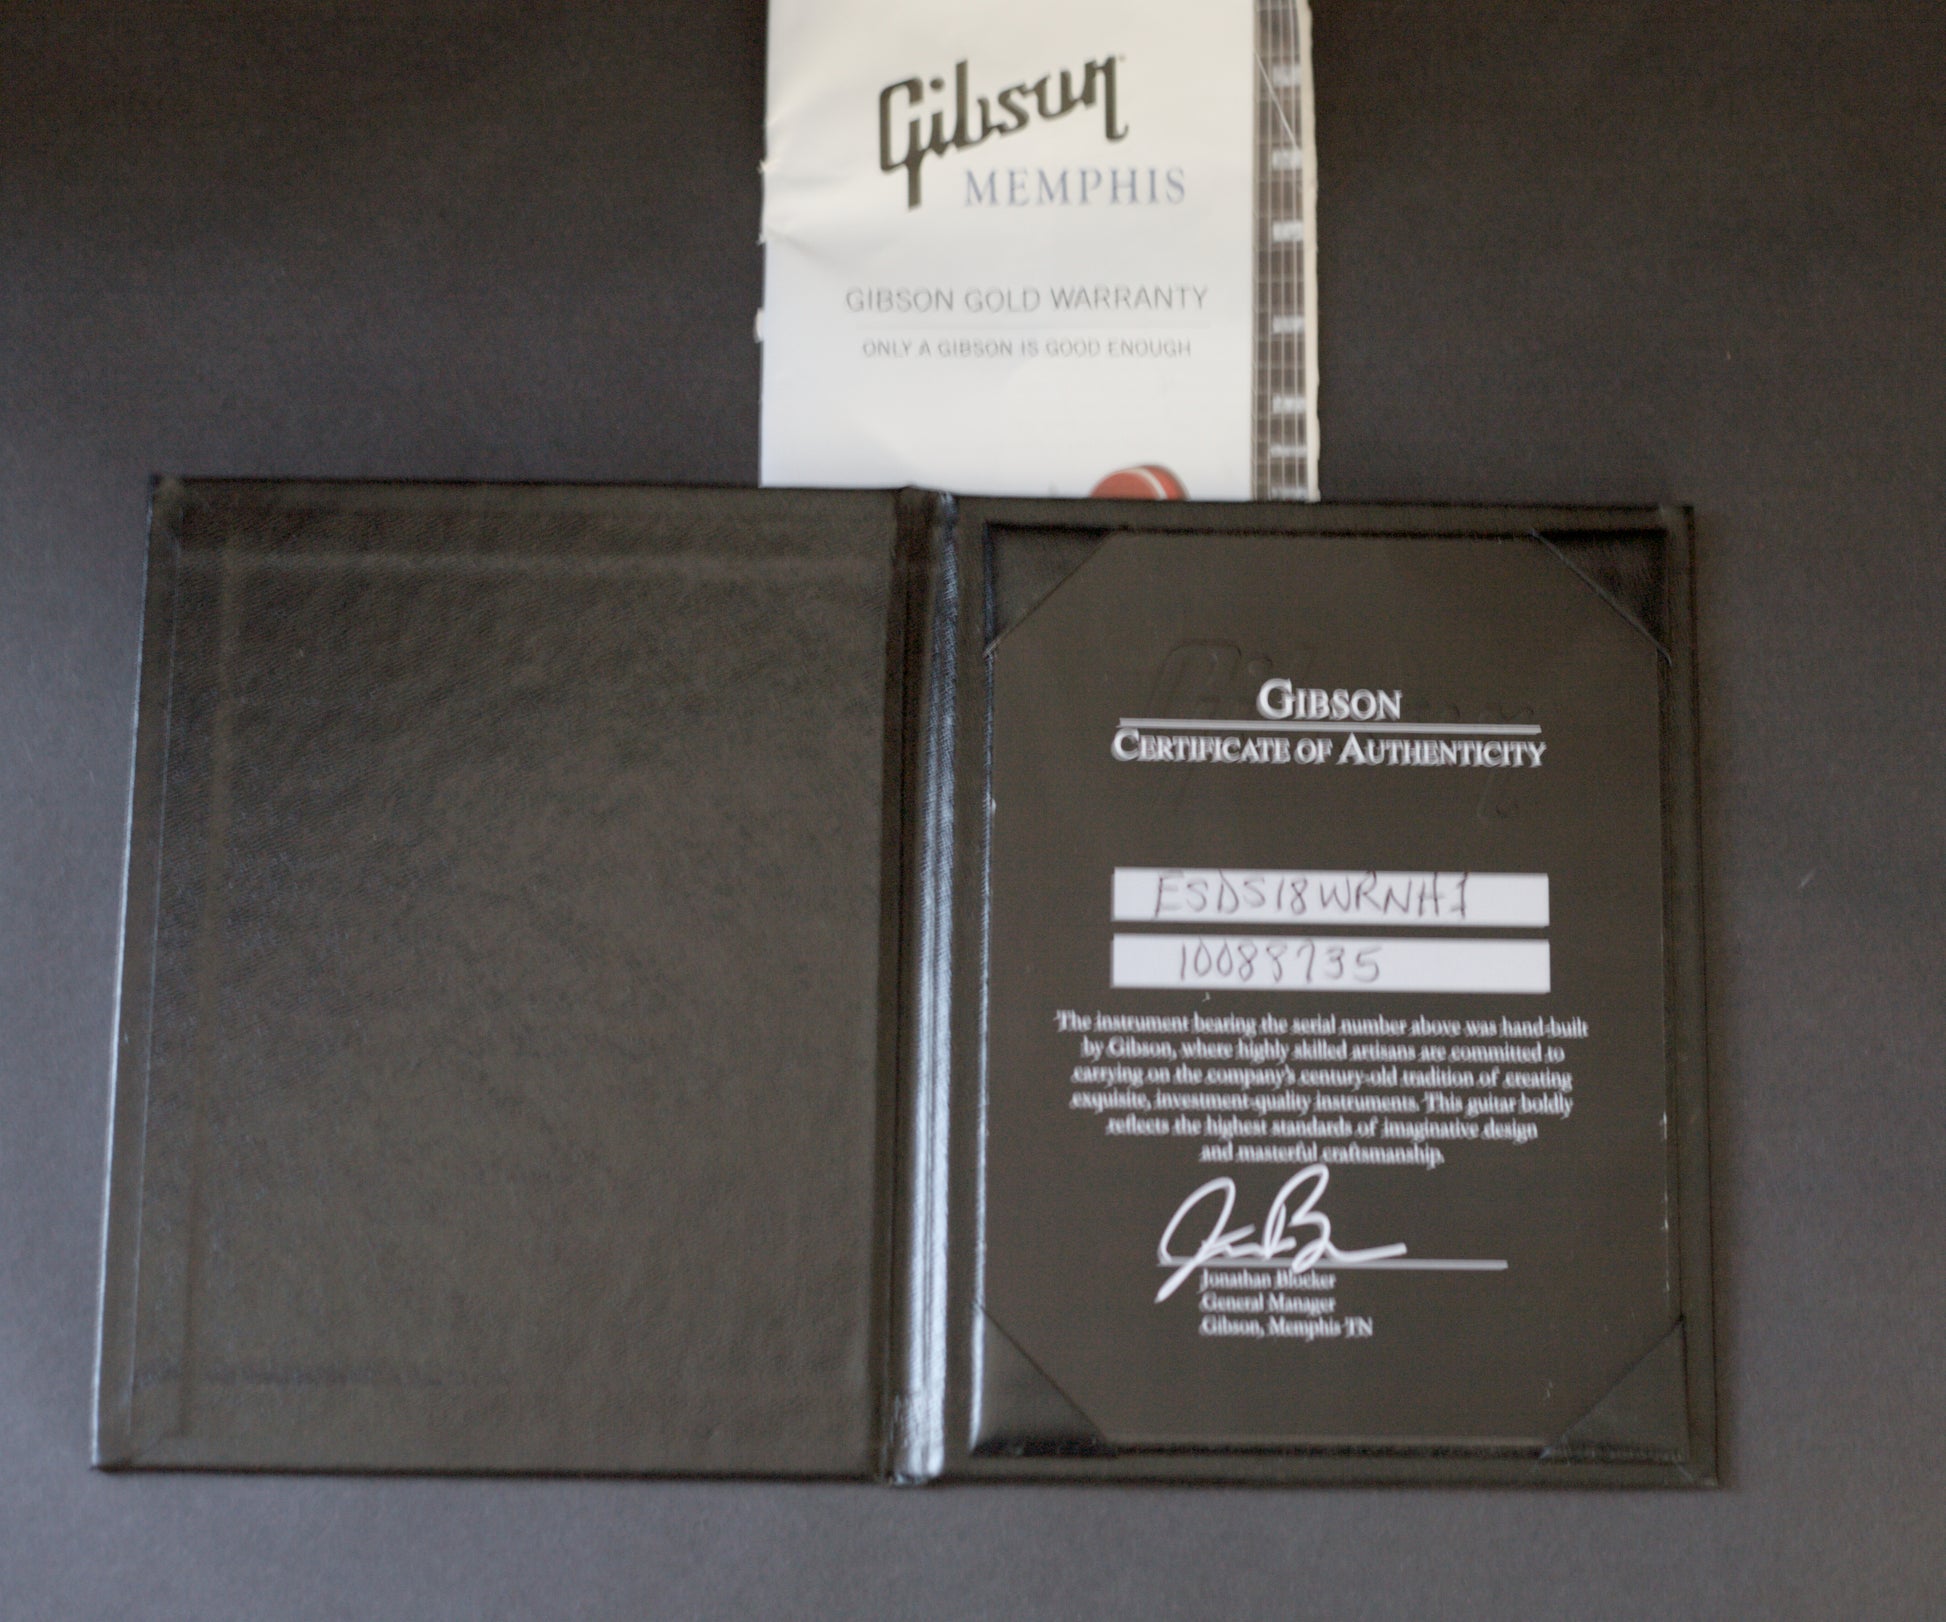 Gibson
MEMPHIS
GIBSON GOLD WARRANTY
ONLY A GIBSON IS GOOD ENOUGH
GIBSON
CERTIFICATE OF AUTHENTICITY
ESDS18WRNH1
10088735
The instrument bearing the serial number above was hand-built
by Gibson, where highly skilled artisans are committed to
carrying on the company's century-old tradition of creating
exquisite, investment-quality instruments. This guitar boldly
reflects the highest standards of imaginative design
and masterful craftsmanship.
Jonathan Blocker
General Manager
Gibson, Memphis TN